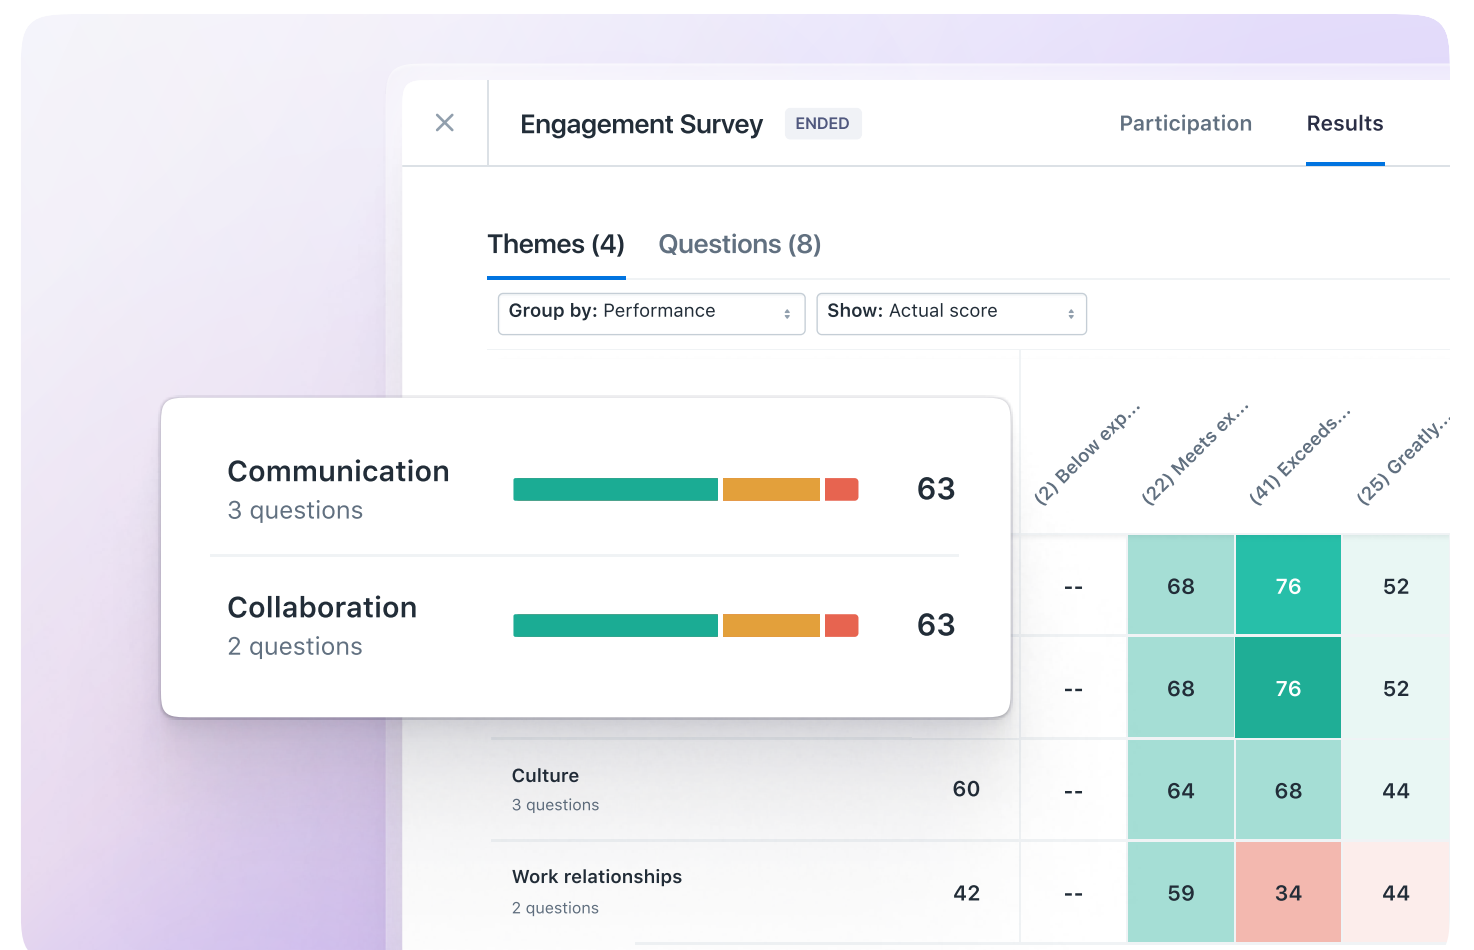 Engagement Survey ENDED Participation Results
Themes (4) Questions (8)
Group by: Performance Show: Actual score
(2) Below exp... (22) Meets ex... (41) Exceeds... (25) Greatly...
Communication 63
3 questions
-- 68 76 52
Collaboration 63
2 questions
-- 68 76 52
Culture 60 -- 64 68 44
3 questions
Work relationships 42 -- 59 34 44
2 questions